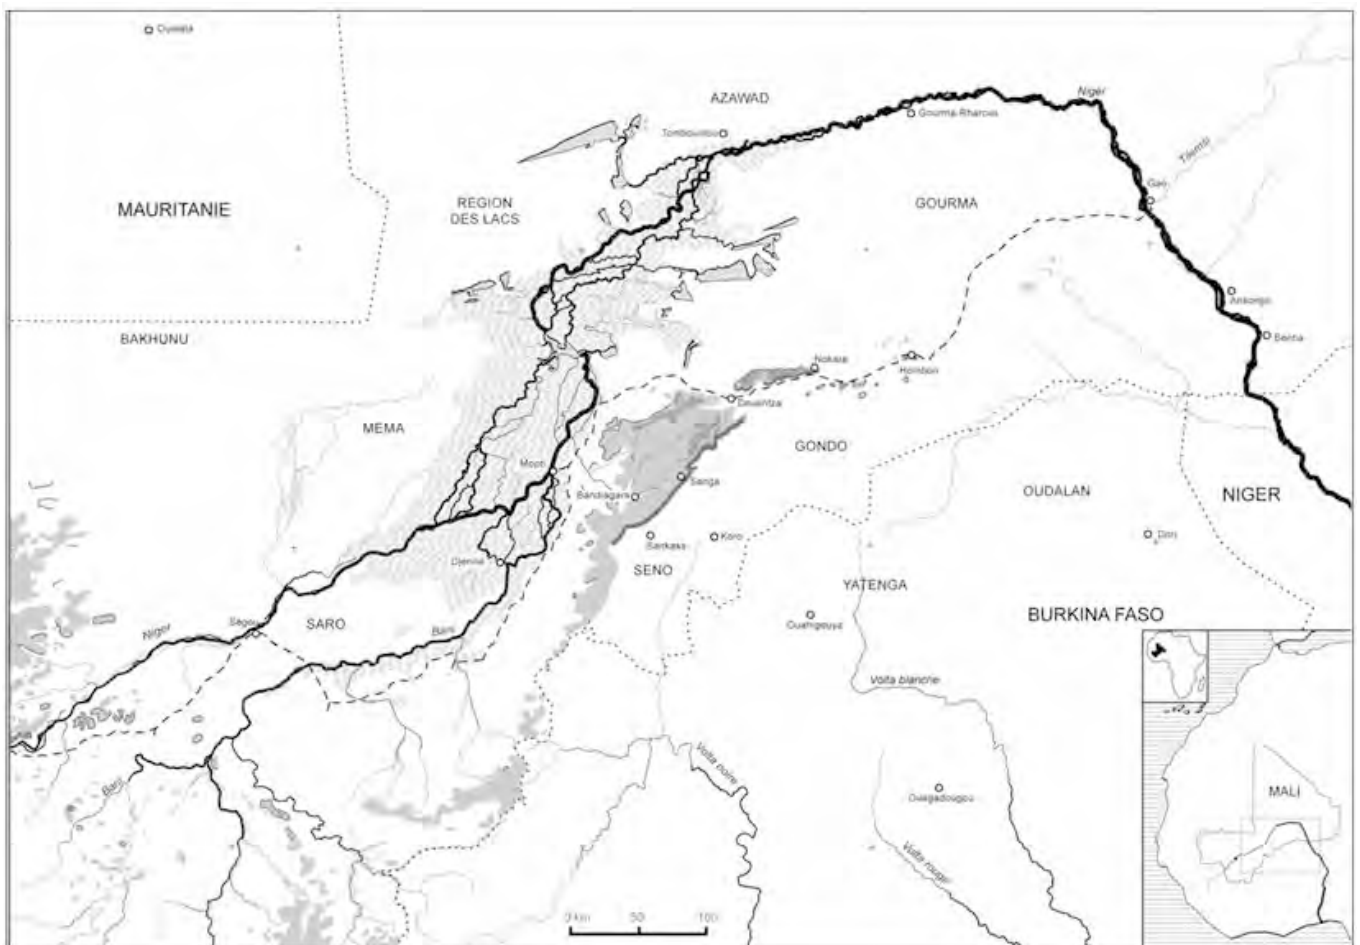 Oualata
AZAWAD
Niger
Tombouctou
Gourma-Rharous
Tilemsi
Gao
MAURITANIE
REGION
DES LACS
GOURMA
Ansongo
BAKHUNU
Bentia
Nokara
Hombori
Douentza
MEMA
GONDO
Mopti
Sanga
Bandiagara
OUDALAN
NIGER
Sankass
Koro
Dori
Djenné
SENO
YATENGA
BURKINA FASO
Niger
Ségou
SARO
Bani
Ouahigouya
Volta blanche
Volta noire
Bani
Ouagadougou
MALI
Volta rouge
0 km
50
100